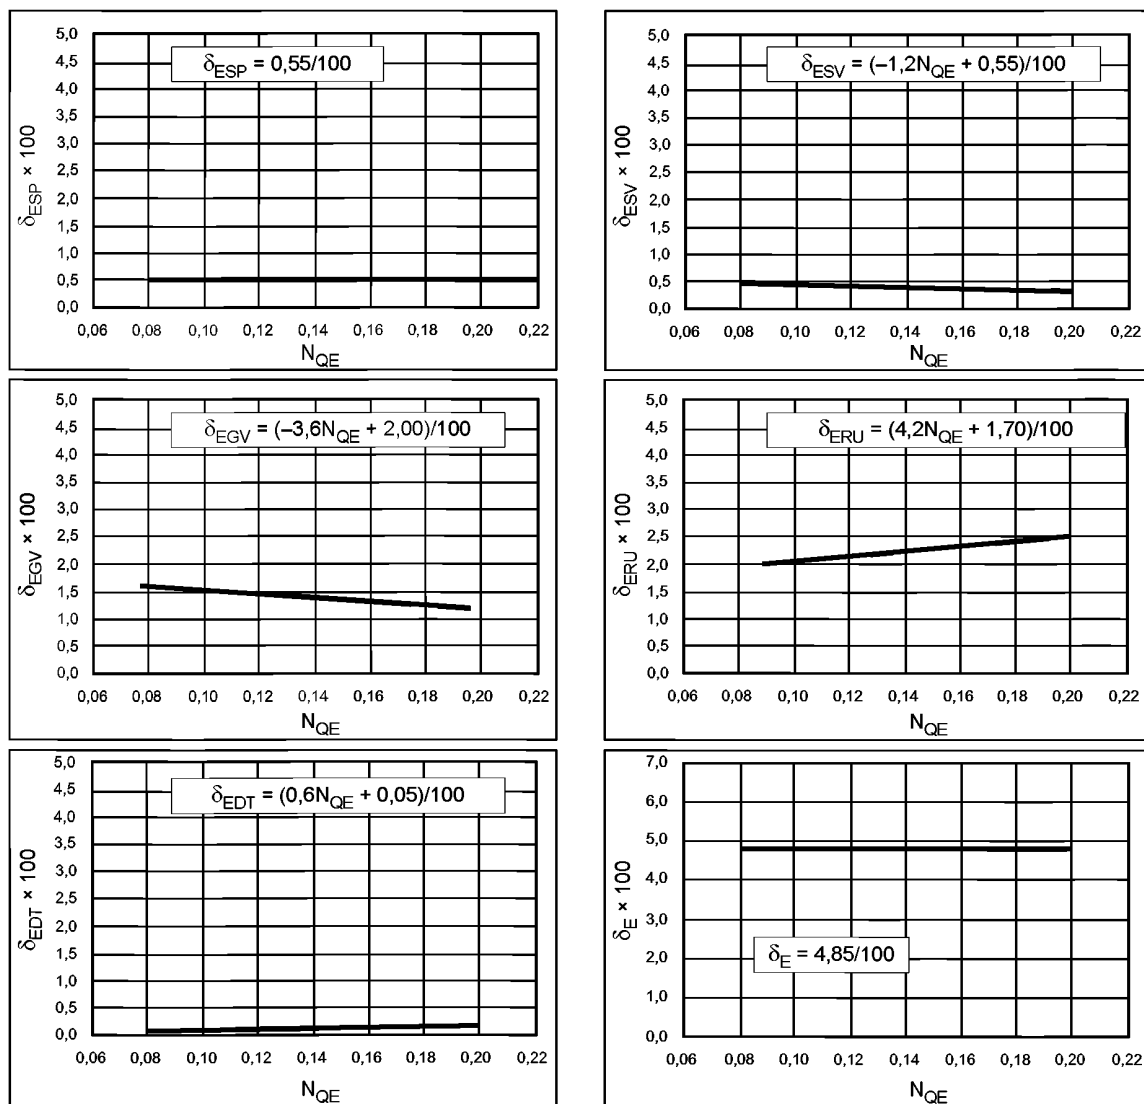 δESP = 0,55/100
δESP × 100
5,0
4,5
4,0
3,5
3,0
2,5
2,0
1,5
1,0
0,5
0,0
0,06 0,08 0,10 0,12 0,14 0,16 0,18 0,20 0,22
NQE
δESV = (–1,2NQE + 0,55)/100
δESV × 100
5,0
4,5
4,0
3,5
3,0
2,5
2,0
1,5
1,0
0,5
0,0
0,06 0,08 0,10 0,12 0,14 0,16 0,18 0,20 0,22
NQE
δEGV = (–3,6NQE + 2,00)/100
δEGV × 100
5,0
4,5
4,0
3,5
3,0
2,5
2,0
1,5
1,0
0,5
0,0
0,06 0,08 0,10 0,12 0,14 0,16 0,18 0,20 0,22
NQE
δERU = (4,2NQE + 1,70)/100
δERU × 100
5,0
4,5
4,0
3,5
3,0
2,5
2,0
1,5
1,0
0,5
0,0
0,06 0,08 0,10 0,12 0,14 0,16 0,18 0,20 0,22
NQE
δEDT = (0,6NQE + 0,05)/100
δEDT × 100
5,0
4,5
4,0
3,5
3,0
2,5
2,0
1,5
1,0
0,5
0,0
0,06 0,08 0,10 0,12 0,14 0,16 0,18 0,20 0,22
NQE
δE = 4,85/100
δE × 100
7,0
6,0
5,0
4,0
3,0
2,0
1,0
0,0
0,06 0,08 0,10 0,12 0,14 0,16 0,18 0,20 0,22
NQE